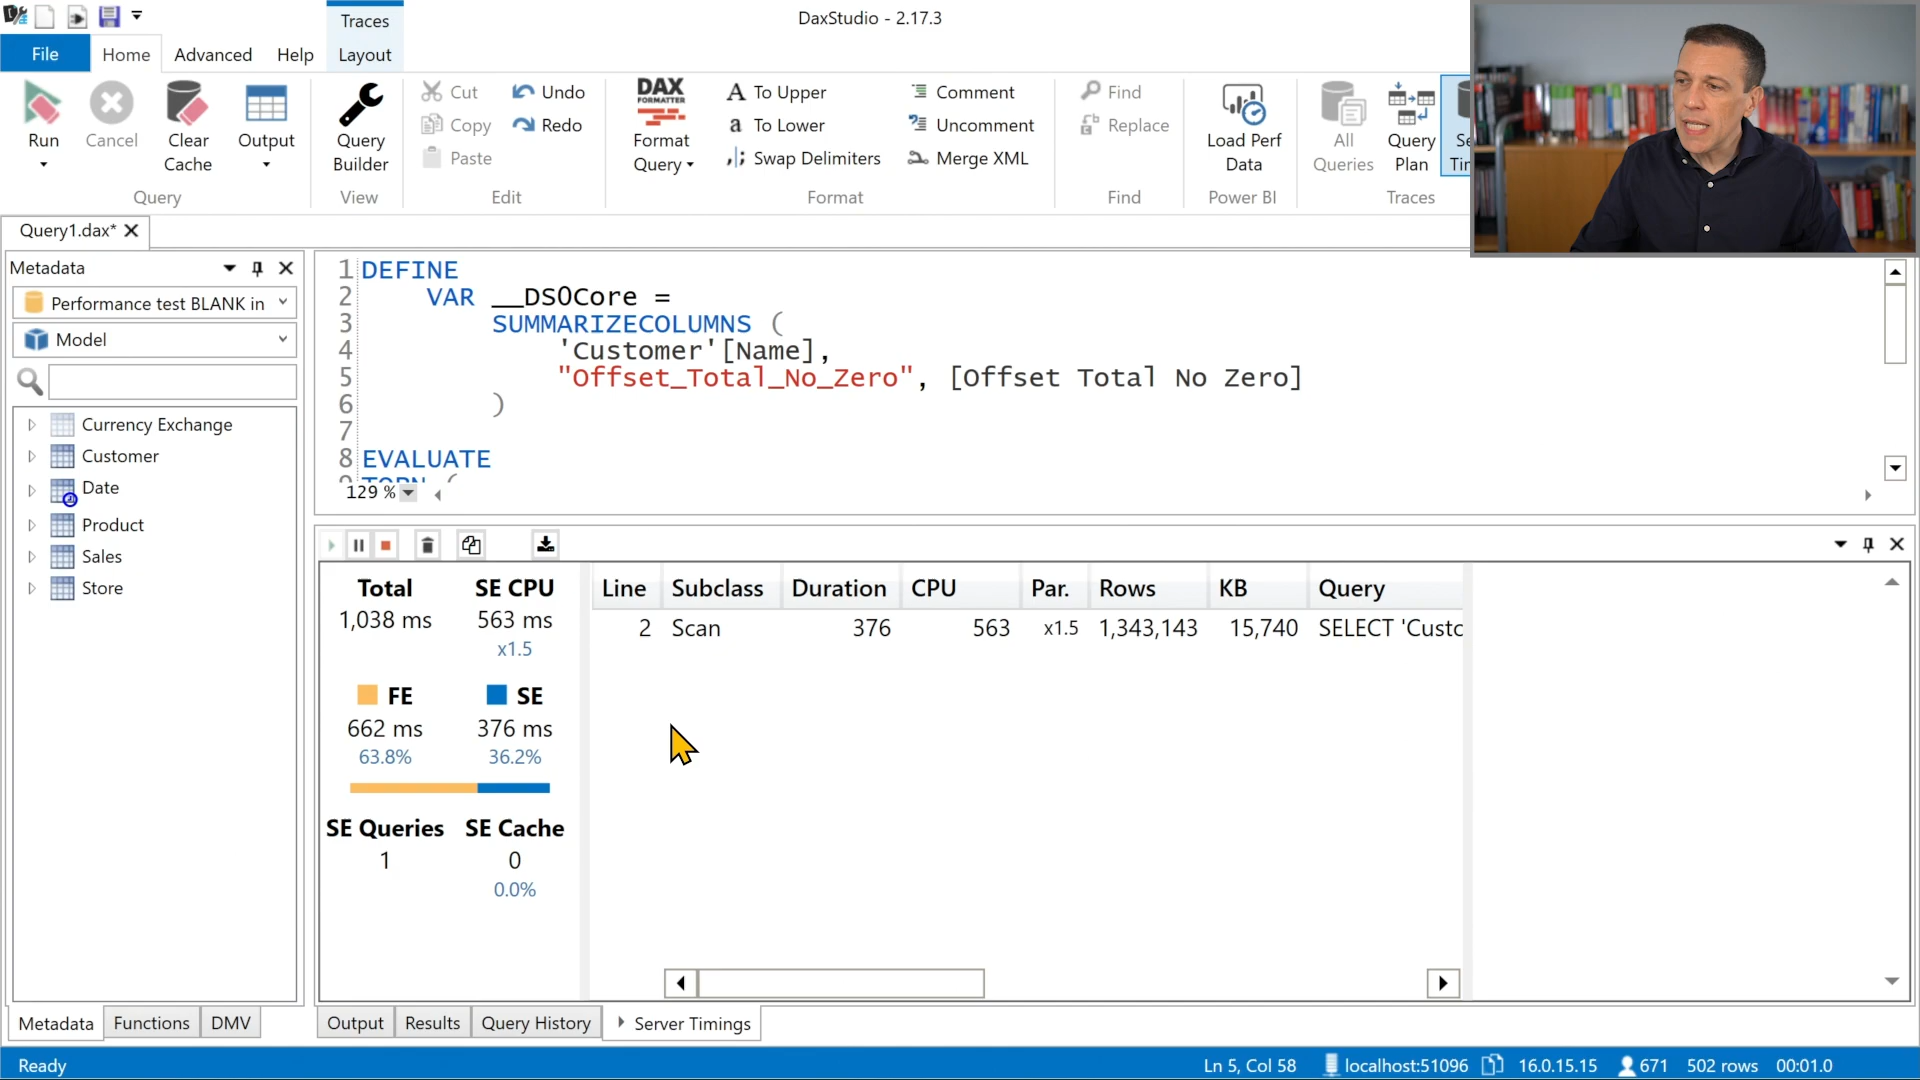 Traces
DaxStudio - 2.17.3
File
Home
Advanced
Help
Layout
Run
Cancel
Clear
Cache
Output
Query
Query
Builder
View
Cut
Copy
Paste
Undo
Redo
Edit
DAX
FORMATTER
Format
Query
A To Upper
a To Lower
Swap Delimiters
Comment
Uncomment
Merge XML
Format
Find
Replace
Find
Load Perf
Data
Power BI
All
Queries
Query
Plan
Se
Tin
Traces
Query1.dax*
Metadata
Performance test BLANK in
Model
Currency Exchange
Customer
Date
Product
Sales
Store
1 DEFINE
2 VAR __DS0Core =
3 SUMMARIZECOLUMNS (
4 'Customer'[Name],
5 "Offset_Total_No_Zero", [Offset Total No Zero]
6 )
7
8 EVALUATE
9 TOPN (
129 %
Total
1,038 ms
SE CPU
563 ms
x1.5
FE
662 ms
63.8%
SE
376 ms
36.2%
SE Queries
1
SE Cache
0
0.0%
Line Subclass Duration CPU Par. Rows KB Query
2 Scan 376 563 x1.5 1,343,143 15,740 SELECT 'Custc
Metadata
Functions
DMV
Output
Results
Query History
Server Timings
Ready
Ln 5, Col 58
localhost:51096
16.0.15.15
671
502 rows
00:01.0